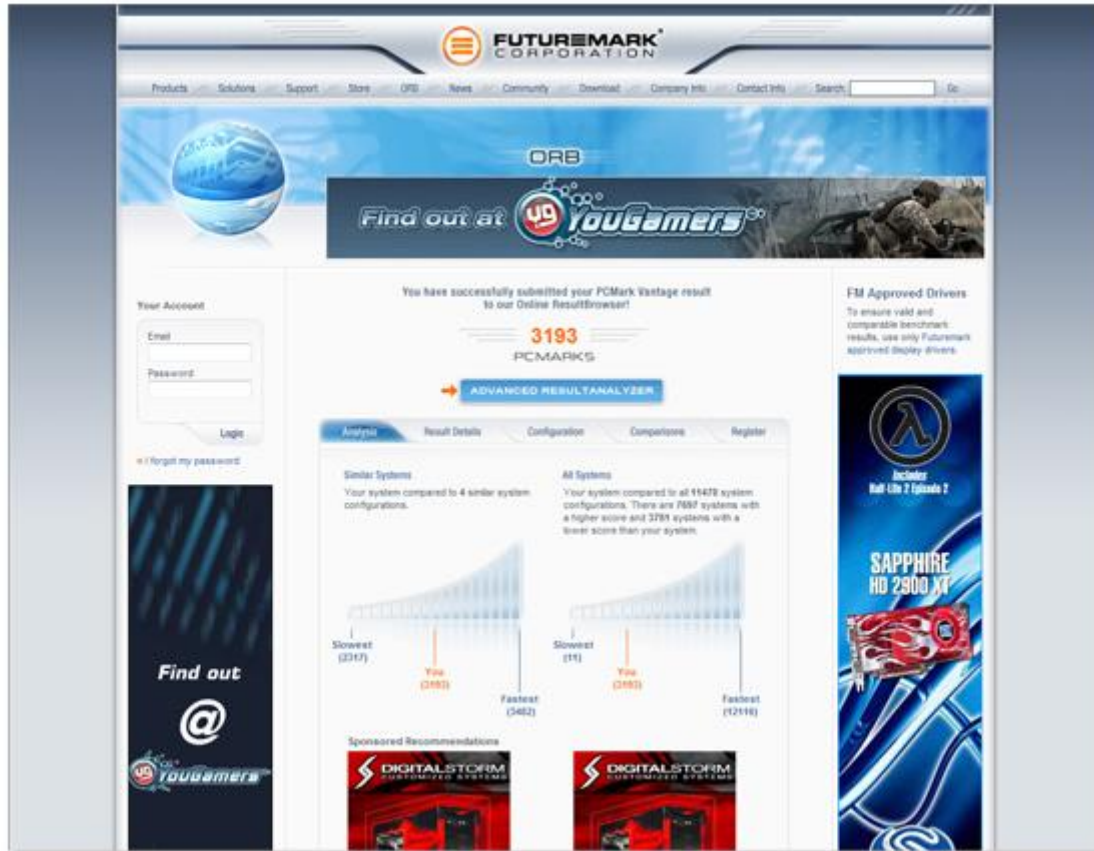 FUTUREMARK
CORPORATION
Products Solutions Support Store ORB News Community Download Company Info Contact Info Search: Go
ORB
Find out at YG YouGamers
Your Account
Email
Password
Login
I forgot my password
Find out
@
YG YouGamers
You have successfully submitted your PCMark Vantage result
to our Online ResultBrowser!
3193
PCMARKS
ADVANCED RESULTANALYZER
Analysis Result Details Configuration Comparisons Register
Similar Systems
Your system compared to 4 similar system
configurations.
Slowest
(2317)
You
(3193)
Fastest
(3402)
All Systems
Your system compared to all 11478 system
configurations. There are 7697 systems with
a higher score and 3781 systems with a
lower score than your system.
Slowest
(11)
You
(3193)
Fastest
(12116)
Sponsored Recommendations
DIGITALSTORM
CUSTOMIZED SYSTEMS
DIGITALSTORM
CUSTOMIZED SYSTEMS
FM Approved Drivers
To ensure valid and
comparable benchmark
results, use only Futuremark
approved display drivers.
Includes
Half-Life 2 Episode 2
SAPPHIRE
HD 2900 XT